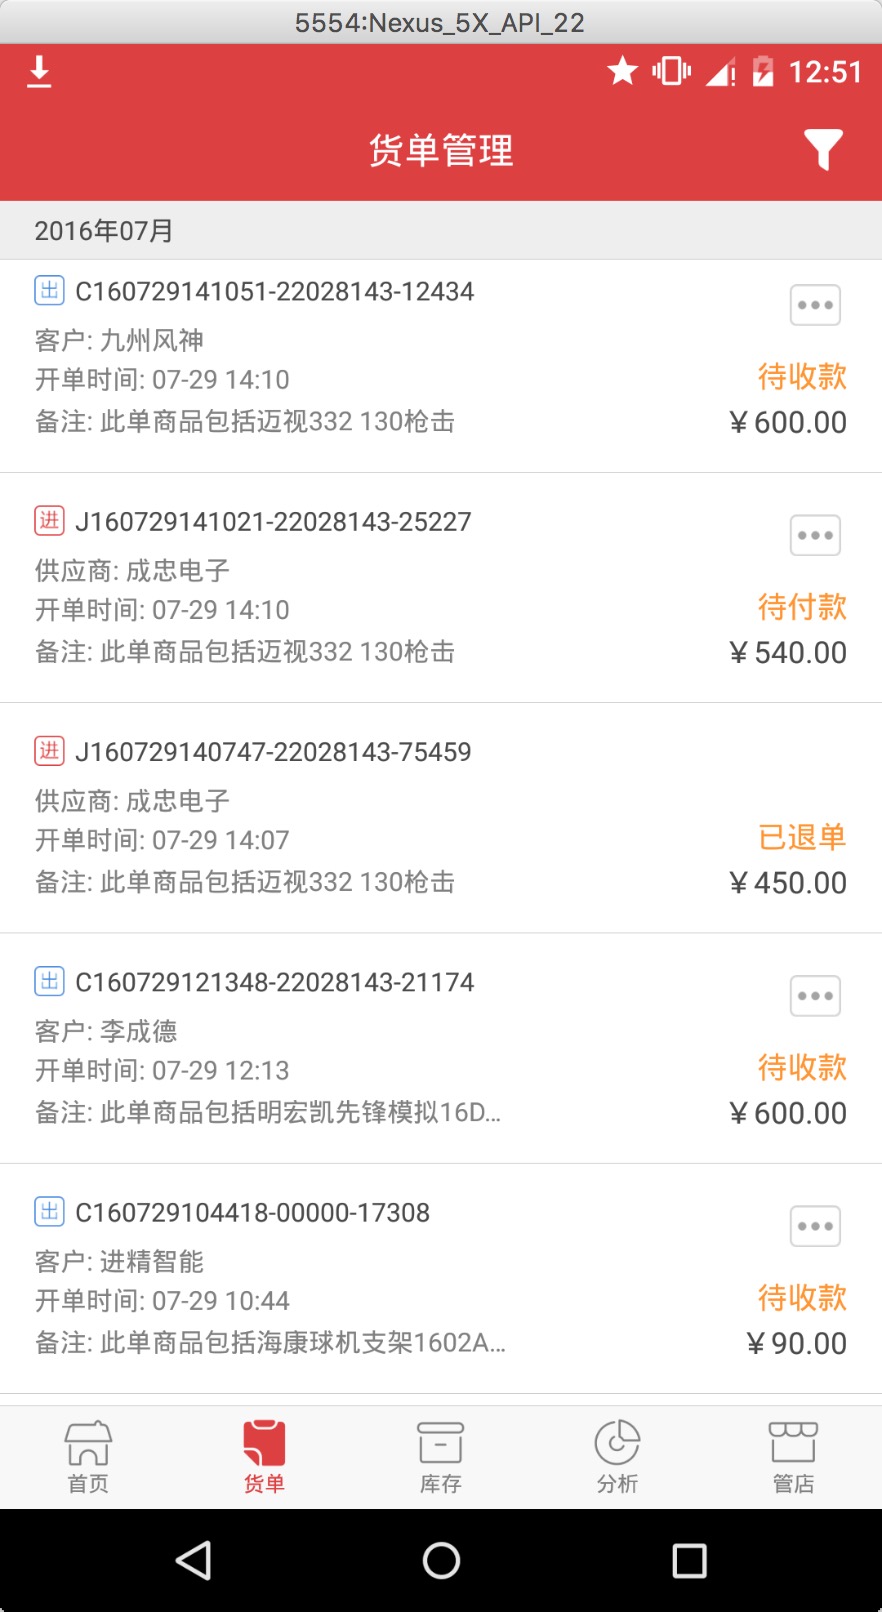 5554:Nexus_5X_API_22
12:51
货单管理
2016年07月
出 C160729141051-22028143-12434
客户: 九州风神
开单时间: 07-29 14:10
待收款
备注: 此单商品包括迈视332 130枪击
¥600.00
进 J160729141021-22028143-25227
供应商: 成忠电子
开单时间: 07-29 14:10
待付款
备注: 此单商品包括迈视332 130枪击
¥540.00
进 J160729140747-22028143-75459
供应商: 成忠电子
开单时间: 07-29 14:07
已退单
备注: 此单商品包括迈视332 130枪击
¥450.00
出 C160729121348-22028143-21174
客户: 李成德
开单时间: 07-29 12:13
待收款
备注: 此单商品包括明宏凯先锋模拟16D...
¥600.00
出 C160729104418-00000-17308
客户: 进精智能
开单时间: 07-29 10:44
待收款
备注: 此单商品包括海康球机支架1602A...
¥90.00
首页 货单 库存 分析 管店